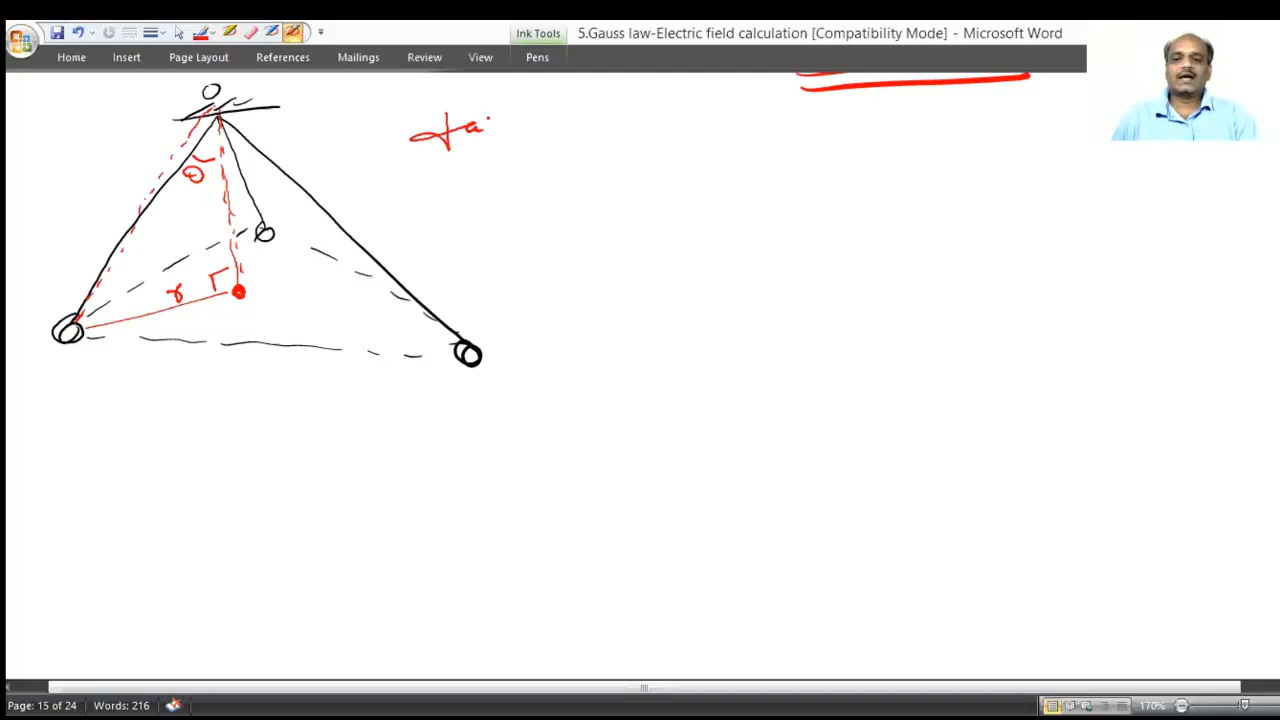 Ink Tools
5.Gauss law-Electric field calculation [Compatibility Mode] - Microsoft Word
Home Insert Page Layout References Mailings Review View Pens
O
θ
r
Page: 15 of 24 Words: 216 170%